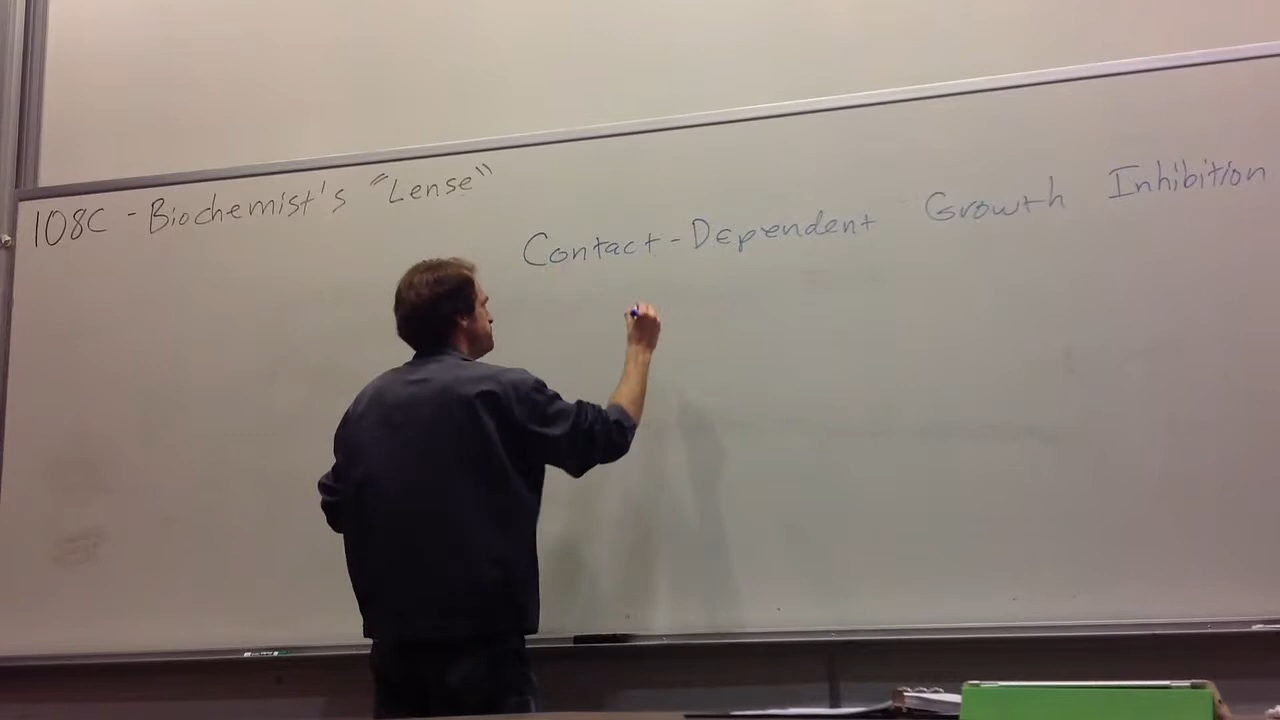 108C - Biochemist's "Lense"
Contact-Dependent Growth Inhibition